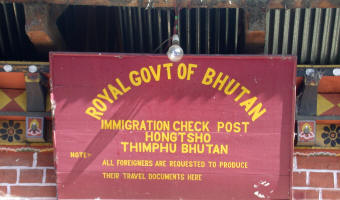 ROYAL GOVT OF BHUTAN
IMMIGRATION CHECK POST
HONGTSHO
THIMPHU BHUTAN
NOTE:
ALL FOREIGNERS ARE REQUESTED TO PRODUCE
THEIR TRAVEL DOCUMENTS HERE